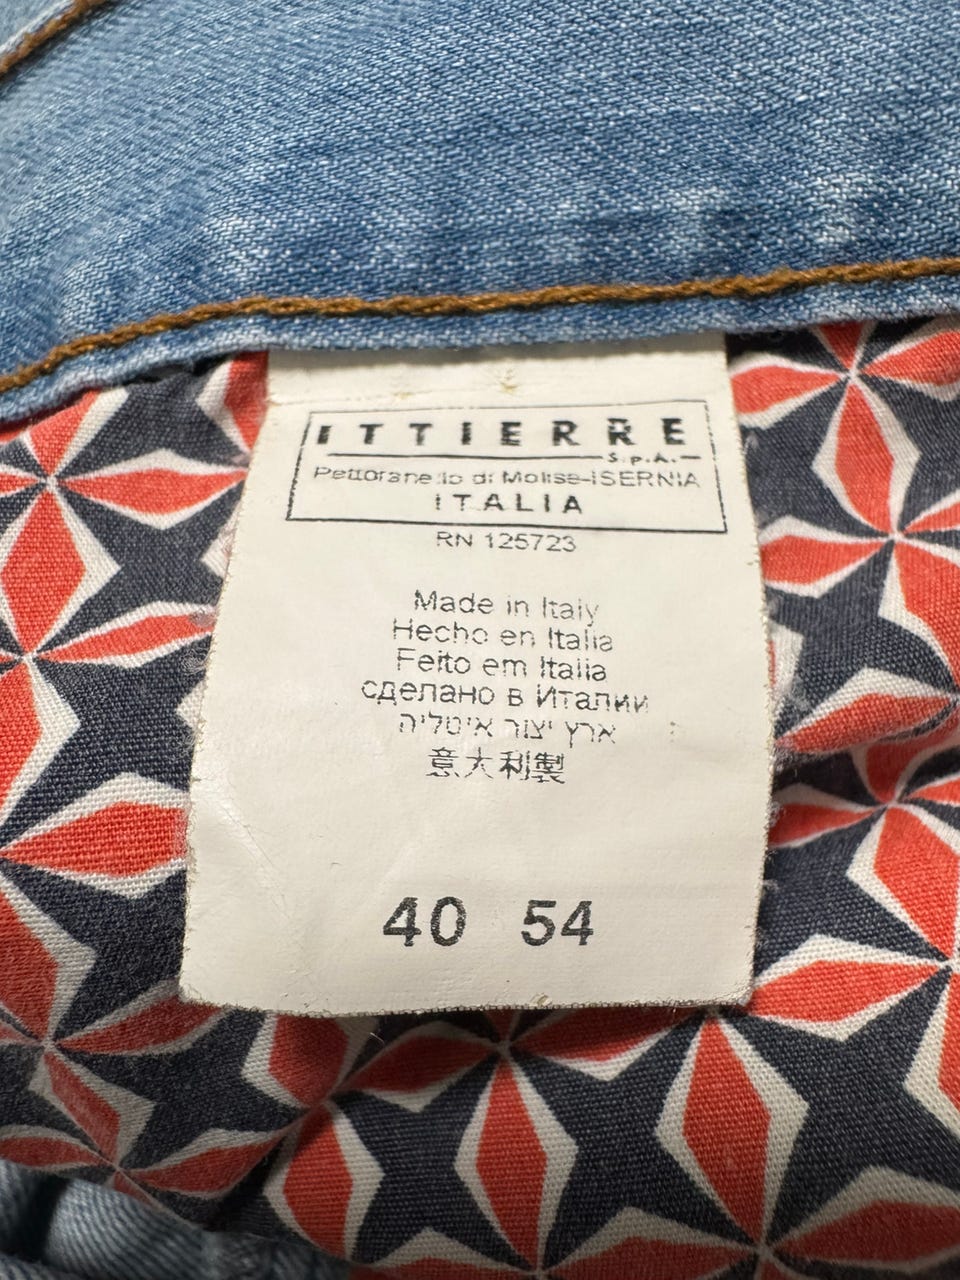 ITTIERRE
S.p.A.
Pettoranello di Molise-ISERNIA
ITALIA
RN 125723
Made in Italy
Hecho en Italia
Feito em Italia
сделано в Италии
ארץ יצור איטליה
意大利製
40 54